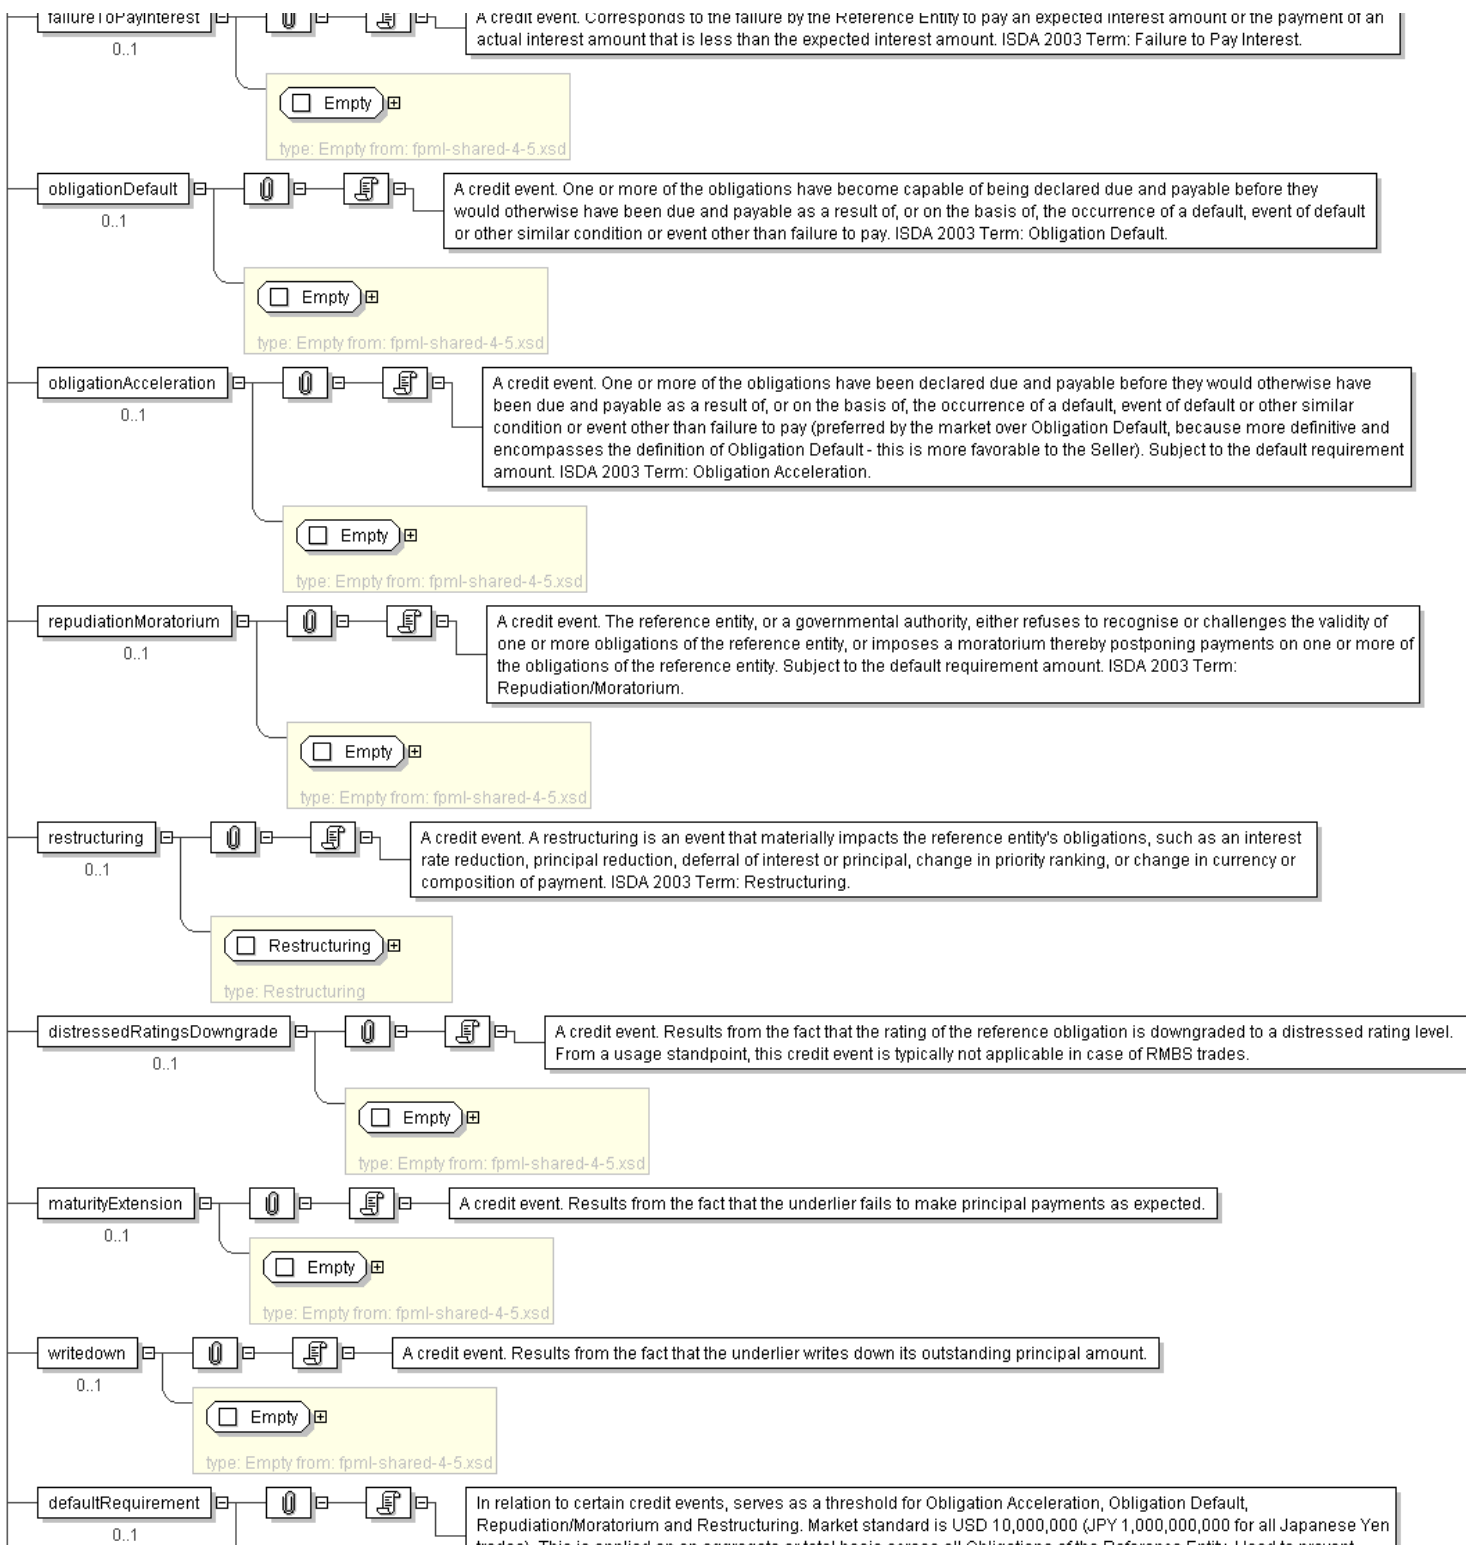 failureToPayInterest
A credit event. Corresponds to the failure by the Reference Entity to pay an expected interest amount or the payment of an
actual interest amount that is less than the expected interest amount. ISDA 2003 Term: Failure to Pay Interest.
0..1
Empty
type: Empty from: fpml-shared-4-5.xsd
obligationDefault
A credit event. One or more of the obligations have become capable of being declared due and payable before they
would otherwise have been due and payable as a result of, or on the basis of, the occurrence of a default, event of default
or other similar condition or event other than failure to pay. ISDA 2003 Term: Obligation Default.
0..1
Empty
type: Empty from: fpml-shared-4-5.xsd
obligationAcceleration
A credit event. One or more of the obligations have been declared due and payable before they would otherwise have
been due and payable as a result of, or on the basis of, the occurrence of a default, event of default or other similar
condition or event other than failure to pay (preferred by the market over Obligation Default, because more definitive and
encompasses the definition of Obligation Default - this is more favorable to the Seller). Subject to the default requirement
amount. ISDA 2003 Term: Obligation Acceleration.
0..1
Empty
type: Empty from: fpml-shared-4-5.xsd
repudiationMoratorium
A credit event. The reference entity, or a governmental authority, either refuses to recognise or challenges the validity of
one or more obligations of the reference entity, or imposes a moratorium thereby postponing payments on one or more of
the obligations of the reference entity. Subject to the default requirement amount. ISDA 2003 Term:
Repudiation/Moratorium.
0..1
Empty
type: Empty from: fpml-shared-4-5.xsd
restructuring
A credit event. A restructuring is an event that materially impacts the reference entity's obligations, such as an interest
rate reduction, principal reduction, deferral of interest or principal, change in priority ranking, or change in currency or
composition of payment. ISDA 2003 Term: Restructuring.
0..1
Restructuring
type: Restructuring
distressedRatingsDowngrade
A credit event. Results from the fact that the rating of the reference obligation is downgraded to a distressed rating level.
From a usage standpoint, this credit event is typically not applicable in case of RMBS trades.
0..1
Empty
type: Empty from: fpml-shared-4-5.xsd
maturityExtension
A credit event. Results from the fact that the underlier fails to make principal payments as expected.
0..1
Empty
type: Empty from: fpml-shared-4-5.xsd
writedown
A credit event. Results from the fact that the underlier writes down its outstanding principal amount.
0..1
Empty
type: Empty from: fpml-shared-4-5.xsd
defaultRequirement
In relation to certain credit events, serves as a threshold for Obligation Acceleration, Obligation Default,
Repudiation/Moratorium and Restructuring. Market standard is USD 10,000,000 (JPY 1,000,000,000 for all Japanese Yen
trades). This is applied on an aggregate or total basis across all Obligations of the Reference Entity. Used to prevent
0..1